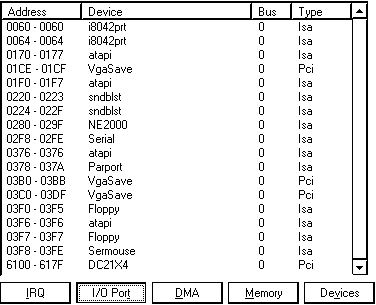 Address Device Bus Type
0060 - 0060 i8042prt 0 Isa
0064 - 0064 i8042prt 0 Isa
0170 - 0177 atapi 0 Isa
01CE - 01CF VgaSave 0 Pci
01F0 - 01F7 atapi 0 Isa
0220 - 0223 sndblst 0 Isa
0224 - 022F sndblst 0 Isa
0280 - 029F NE2000 0 Isa
02F8 - 02FE Serial 0 Isa
0376 - 0376 atapi 0 Isa
0378 - 037A Parport 0 Isa
03B0 - 03BB VgaSave 0 Pci
03C0 - 03DF VgaSave 0 Pci
03F0 - 03F5 Floppy 0 Isa
03F6 - 03F6 atapi 0 Isa
03F7 - 03F7 Floppy 0 Isa
03F8 - 03FE Sermouse 0 Isa
6100 - 617F DC21X4 0 Pci
IRQ I/O Port DMA Memory Devices